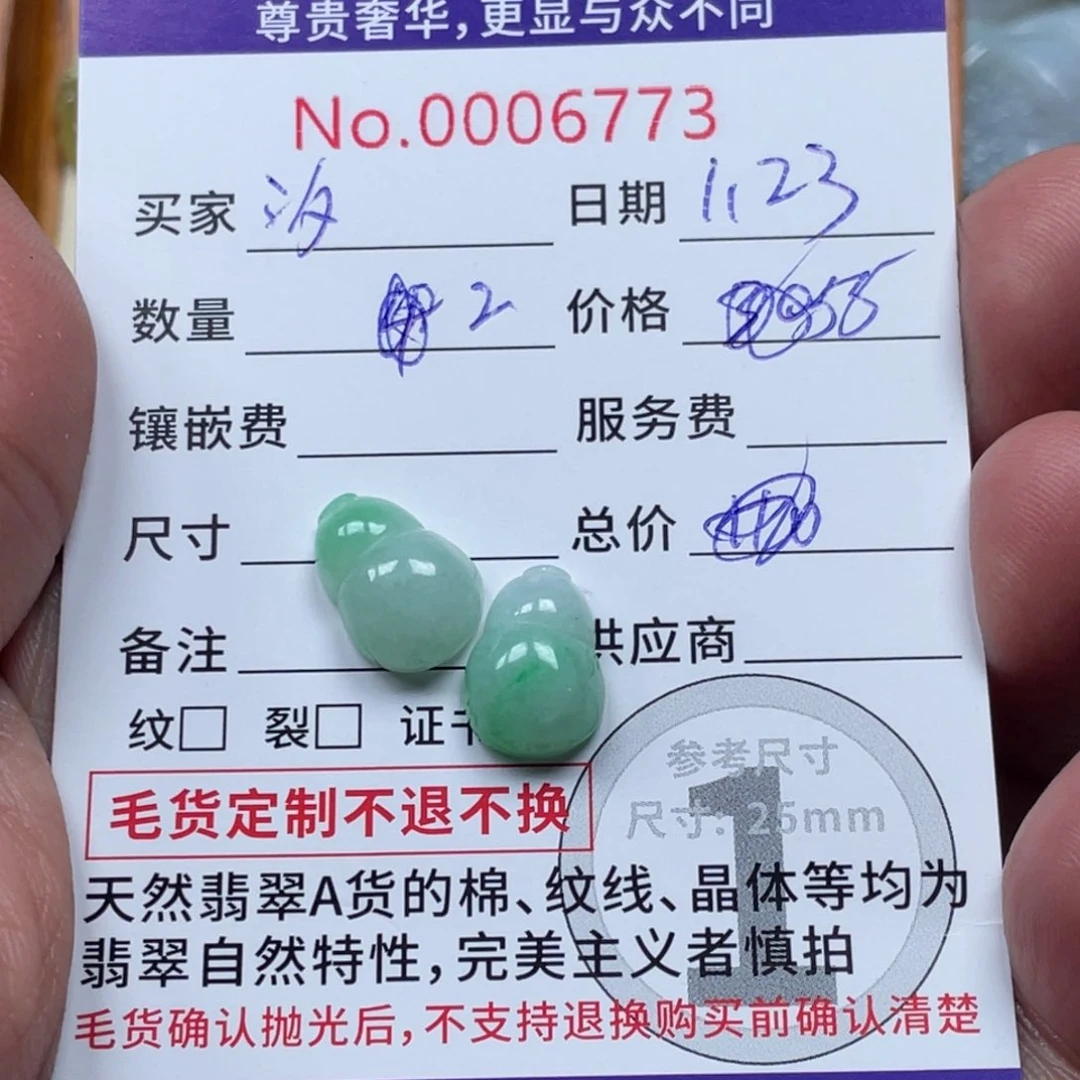 尊贵奢华,更显与众不同
No.0006773
买家 日期 11.23
数量 2 价格
镶嵌费 服务费
尺寸 总价
备注 供应商
纹□ 裂□ 证书
参考尺寸
毛货定制不退不换 尺寸: 25mm
1
天然翡翠A货的棉、纹线、晶体等均为
翡翠自然特性,完美主义者慎拍
毛货确认抛光后,不支持退换购买前确认清楚